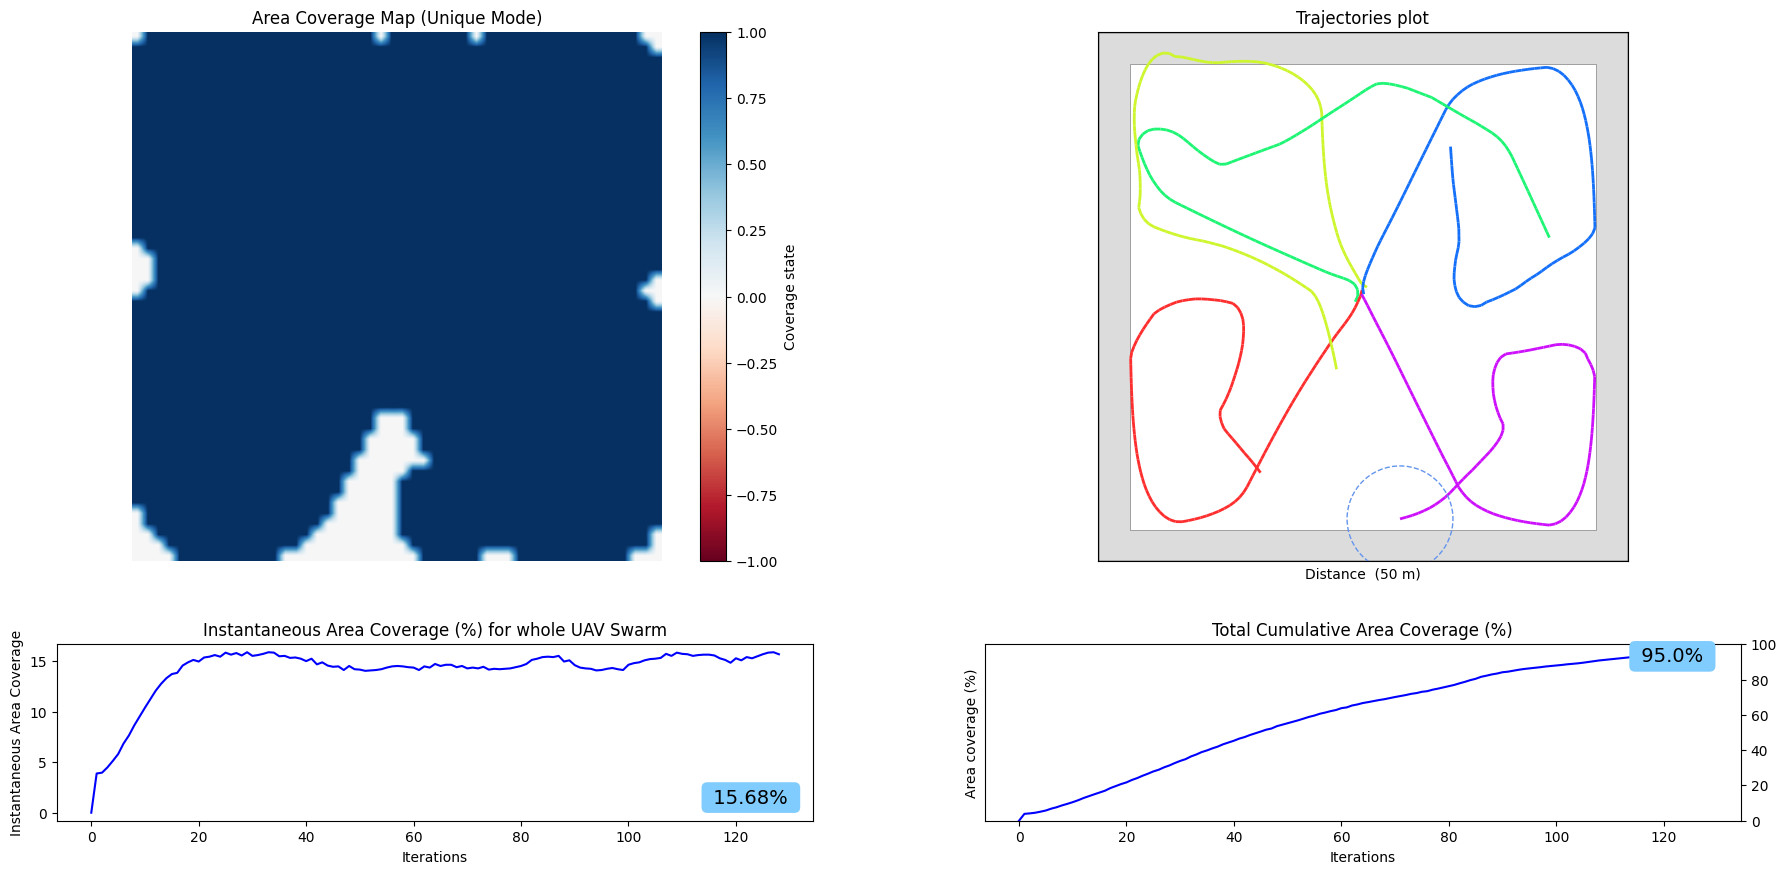 Area Coverage Map (Unique Mode)
1.00
0.75
0.50
0.25
0.00
−0.25
−0.50
−0.75
−1.00
Coverage state
Trajectories plot
Distance  (50 m)
Instantaneous Area Coverage (%) for whole UAV Swarm
Instantaneous Area Coverage
15
10
5
0
15.68%
0 20 40 60 80 100 120
Iterations
Total Cumulative Area Coverage (%)
Area coverage (%)
95.0%
100
80
60
40
20
0
0 20 40 60 80 100 120
Iterations